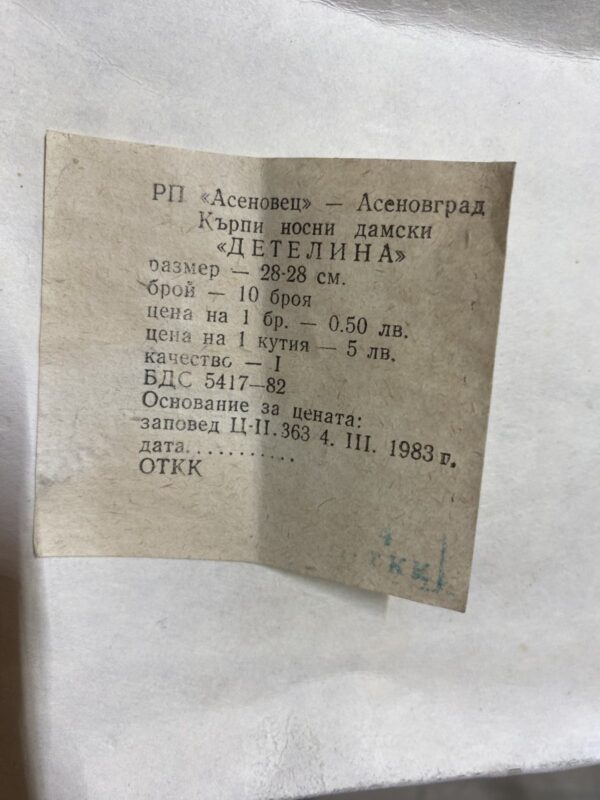 РП «Асеновец» — Асеновград
Кърпи носни дамски
«ДЕТЕЛИНА»
размер — 28-28 см.
брой — 10 броя
цена на 1 бр. — 0.50 лв.
цена на 1 кутия — 5 лв.
качество — I
БДС 5417—82
Основание за цената:
заповед Ц-II.363 4. III. 1983 г.
дата...........
ОТКК
4
ОТКК